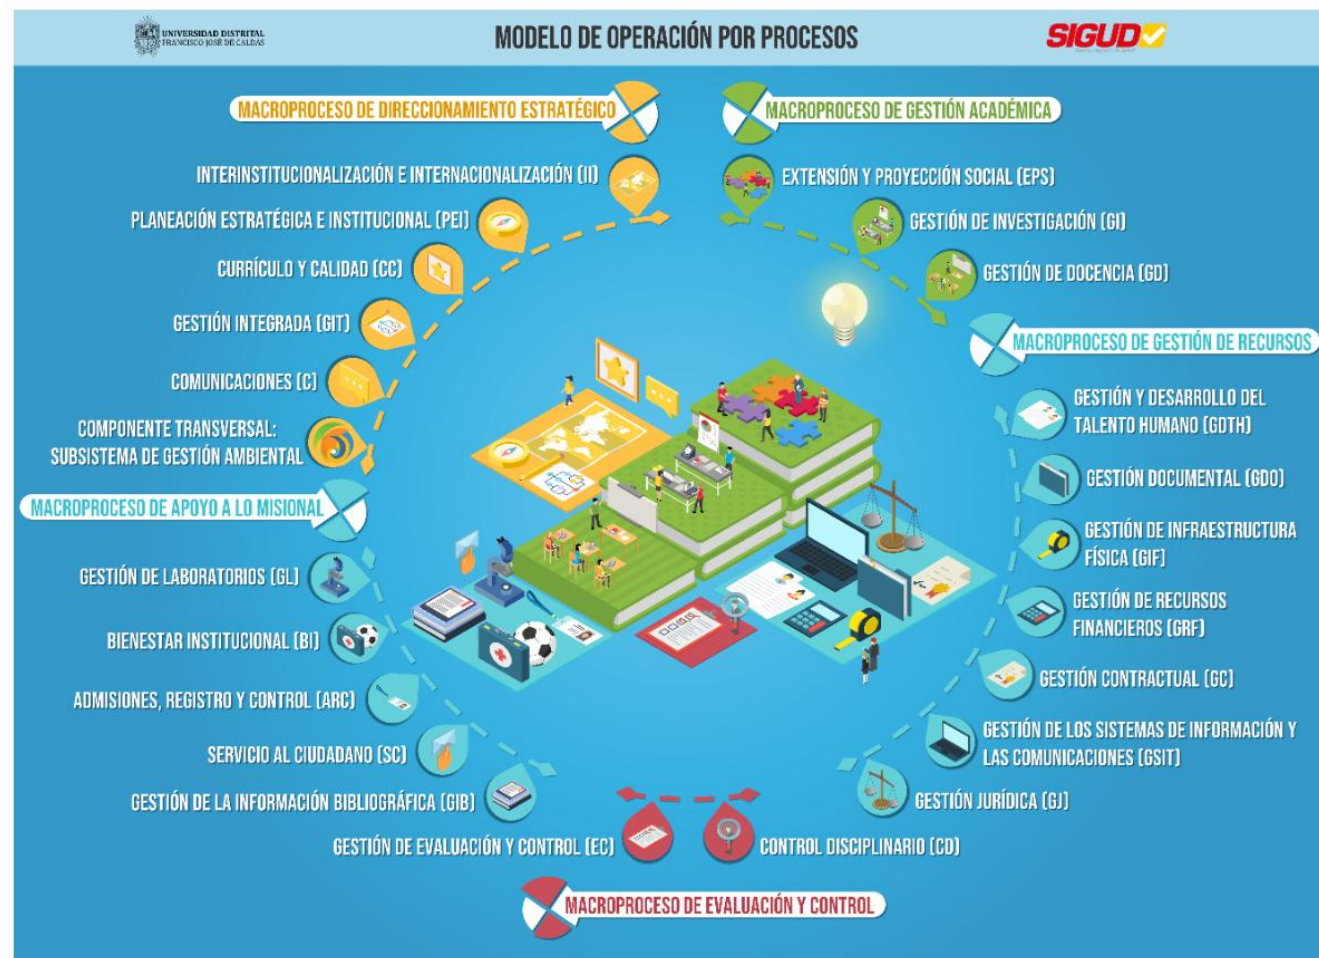 UNIVERSIDAD DISTRITAL
FRANCISCO JOSÉ DE CALDAS
MODELO DE OPERACIÓN POR PROCESOS
SIGUD
MACROPROCESO DE DIRECCIONAMIENTO ESTRATÉGICO
INTERINSTITUCIONALIZACIÓN E INTERNACIONALIZACIÓN (II)
PLANEACIÓN ESTRATÉGICA E INSTITUCIONAL (PEI)
CURRÍCULO Y CALIDAD (CC)
GESTIÓN INTEGRADA (GIT)
COMUNICACIONES (C)
COMPONENTE TRANSVERSAL:
SUBSISTEMA DE GESTIÓN AMBIENTAL
MACROPROCESO DE GESTIÓN ACADÉMICA
EXTENSIÓN Y PROYECCIÓN SOCIAL (EPS)
GESTIÓN DE INVESTIGACIÓN (GI)
GESTIÓN DE DOCENCIA (GD)
MACROPROCESO DE GESTIÓN DE RECURSOS
GESTIÓN Y DESARROLLO DEL
TALENTO HUMANO (GDTH)
GESTIÓN DOCUMENTAL (GDO)
GESTIÓN DE INFRAESTRUCTURA
FÍSICA (GIF)
GESTIÓN DE RECURSOS
FINANCIEROS (GRF)
GESTIÓN CONTRACTUAL (GC)
GESTIÓN DE LOS SISTEMAS DE INFORMACIÓN Y
LAS COMUNICACIONES (GSIT)
GESTIÓN JURÍDICA (GJ)
MACROPROCESO DE APOYO A LO MISIONAL
GESTIÓN DE LABORATORIOS (GL)
BIENESTAR INSTITUCIONAL (BI)
ADMISIONES, REGISTRO Y CONTROL (ARC)
SERVICIO AL CIUDADANO (SC)
GESTIÓN DE LA INFORMACIÓN BIBLIOGRÁFICA (GIB)
GESTIÓN DE EVALUACIÓN Y CONTROL (EC)
CONTROL DISCIPLINARIO (CD)
MACROPROCESO DE EVALUACIÓN Y CONTROL